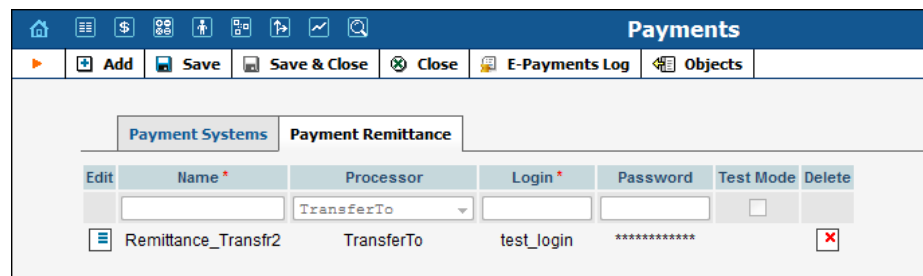 Payments
Add Save Save & Close Close E-Payments Log Objects
Payment Systems Payment Remittance
Edit Name * Processor Login * Password Test Mode Delete
TransferTo
Remittance_Transfr2 TransferTo test_login ************